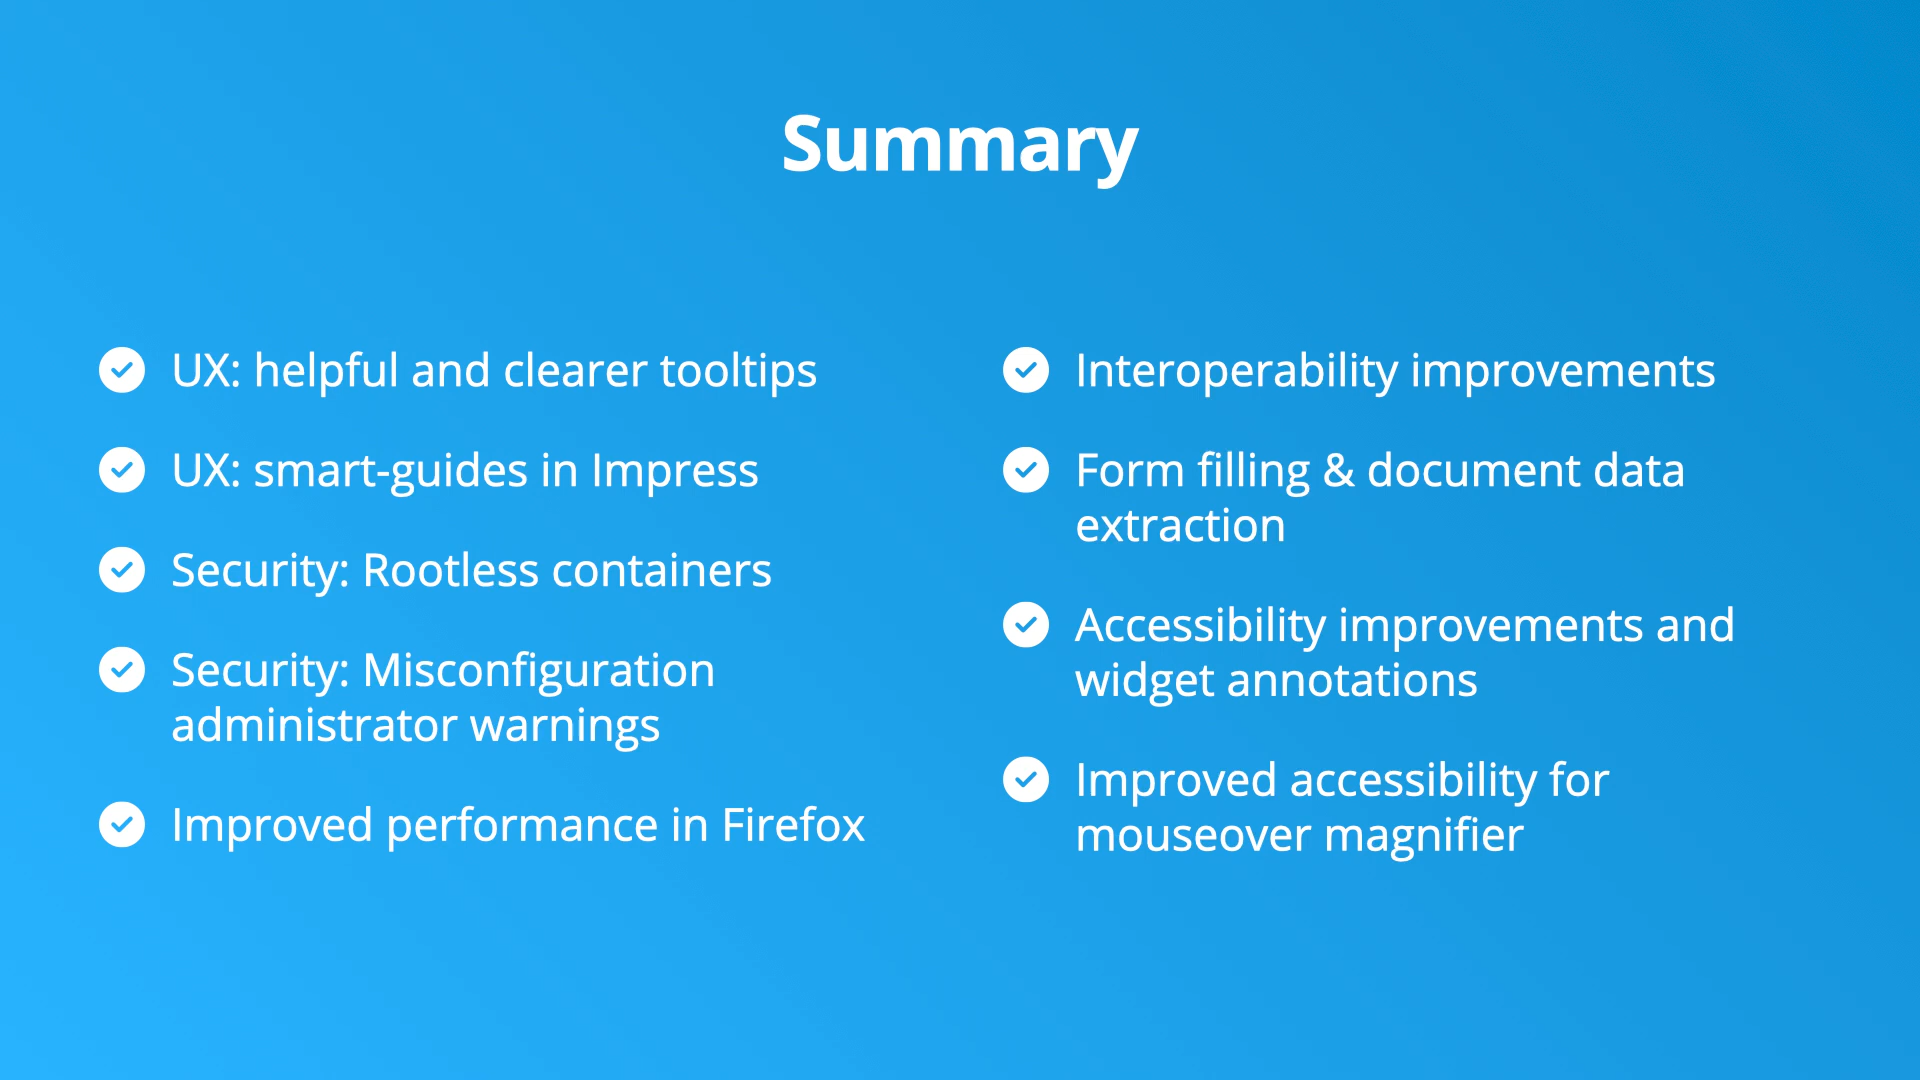 Summary
UX: helpful and clearer tooltips
UX: smart-guides in Impress
Security: Rootless containers
Security: Misconfiguration
administrator warnings
Improved performance in Firefox
Interoperability improvements
Form filling & document data
extraction
Accessibility improvements and
widget annotations
Improved accessibility for
mouseover magnifier